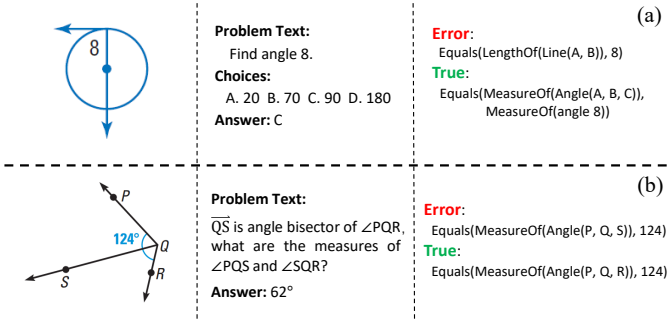 (a)
8
Problem Text:
Find angle 8.
Choices:
A. 20 B. 70 C. 90 D. 180
Answer: C
Error:
Equals(LengthOf(Line(A, B)), 8)
True:
Equals(MeasureOf(Angle(A, B, C)),
MeasureOf(angle 8))
(b)
P
124°
Q
S
R
Problem Text:
QS is angle bisector of ∠PQR,
what are the measures of
∠PQS and ∠SQR?
Answer: 62°
Error:
Equals(MeasureOf(Angle(P, Q, S)), 124)
True:
Equals(MeasureOf(Angle(P, Q, R)), 124)